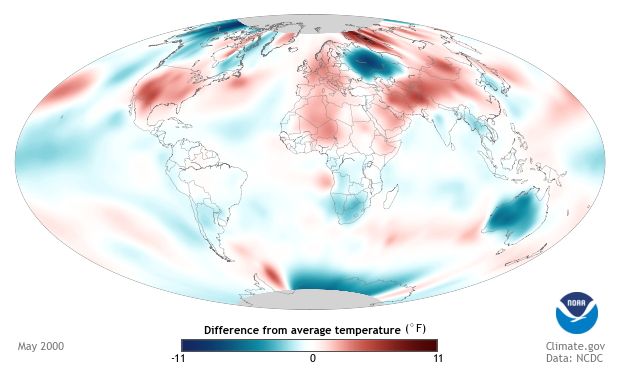 NOAA
Difference from average temperature (°F)
May 2000
-11 0 11
Climate.gov
Data: NCDC